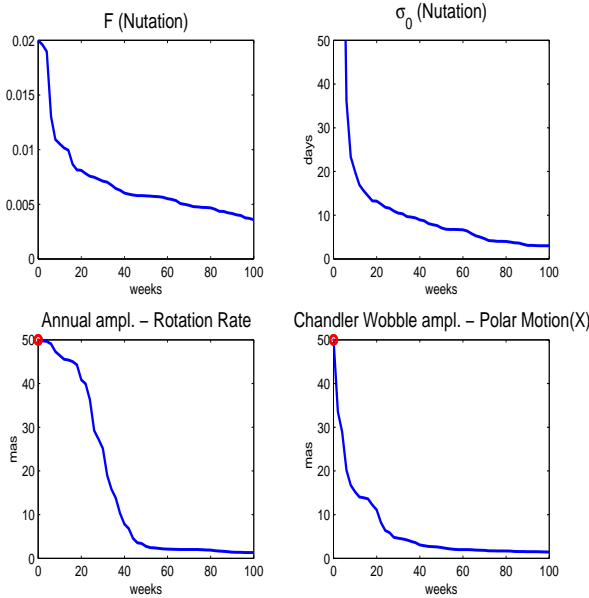 F (Nutation)
σ0 (Nutation)
0.02
0.015
0.01
0.005
0
0 20 40 60 80 100
weeks
50
40
30
20
10
0
days
0 20 40 60 80 100
weeks
Annual ampl. − Rotation Rate
Chandler Wobble ampl. − Polar Motion(X)
50
40
30
20
10
0
mas
0 20 40 60 80 100
weeks
50
40
30
20
10
0
mas
0 20 40 60 80 100
weeks